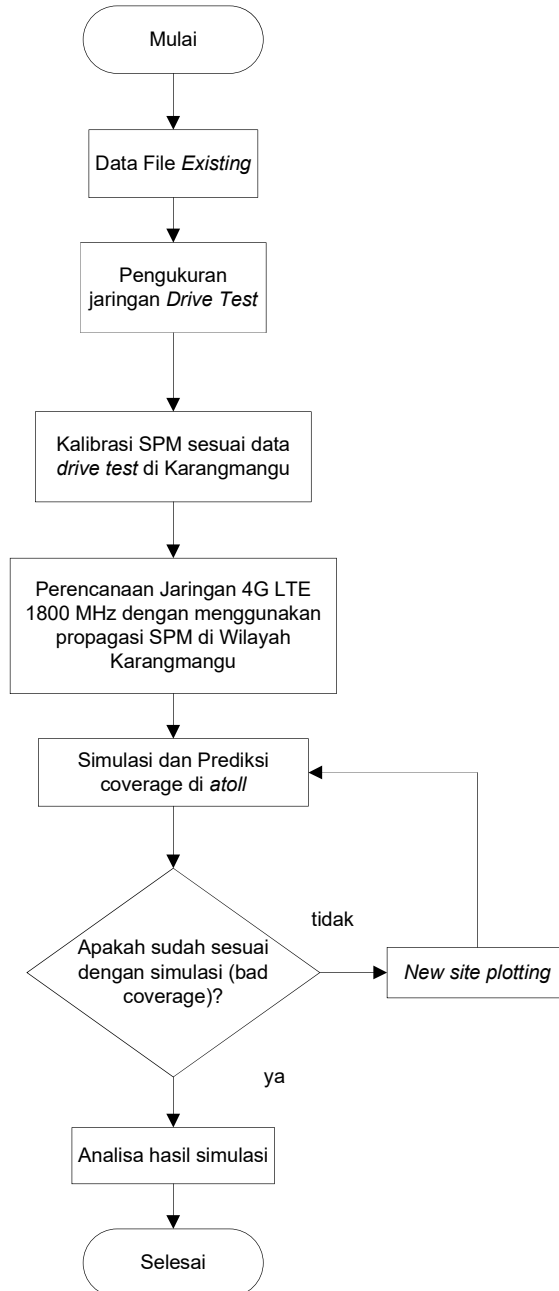 Mulai
Data File Existing
Pengukuran
jaringan Drive Test
Kalibrasi SPM sesuai data
drive test di Karangmangu
Perencanaan Jaringan 4G LTE
1800 MHz dengan menggunakan
propagasi SPM di Wilayah
Karangmangu
Simulasi dan Prediksi
coverage di atoll
Apakah sudah sesuai
dengan simulasi (bad
coverage)?
tidak
New site plotting
ya
Analisa hasil simulasi
Selesai